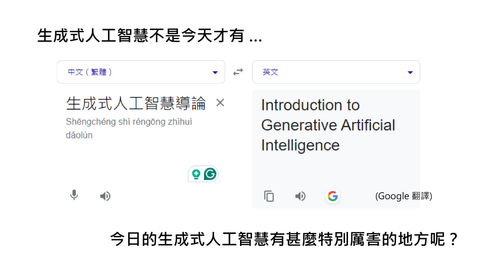 生成式人工智慧不是今天才有 ...
中文（繁體）
英文
生成式人工智慧導論
Shēngchéng shì réngōng zhìhuì
dǎolùn
Introduction to
Generative Artificial
Intelligence
(Google 翻譯)
今日的生成式人工智慧有甚麼特別厲害的地方呢？